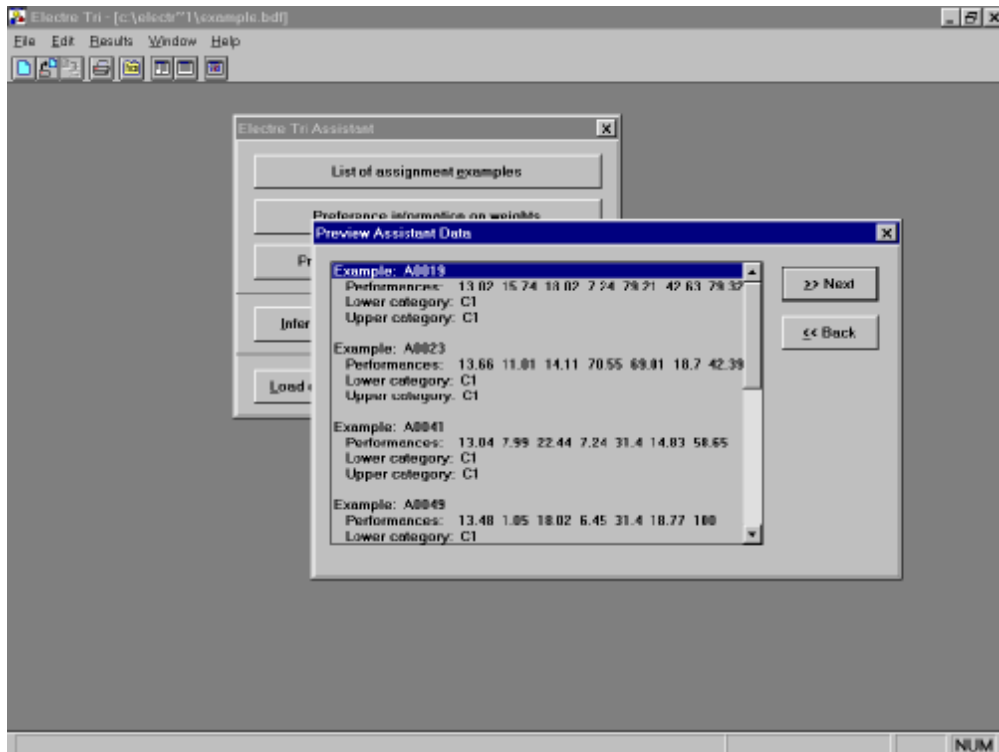 Electre Tri - [c:\electr~1\example.bdf]
File Edit Results Window Help
Electre Tri Assistant
List of assignment examples
Preference information on weights
Pr
Infer
Load
Preview Assistant Data
Example: A0019
Performances: 13.02 15.74 18.02 7.24 79.21 42.63 79.32
Lower category: C1
Upper category: C1
Example: A0023
Performances: 13.66 11.01 14.11 70.55 69.01 18.7 42.39
Lower category: C1
Upper category: C1
Example: A0041
Performances: 13.04 7.99 22.44 7.24 31.4 14.83 58.65
Lower category: C1
Upper category: C1
Example: A0049
Performances: 13.48 1.05 18.02 6.45 31.4 18.77 100
Lower category: C1
>> Next
<< Back
NUM